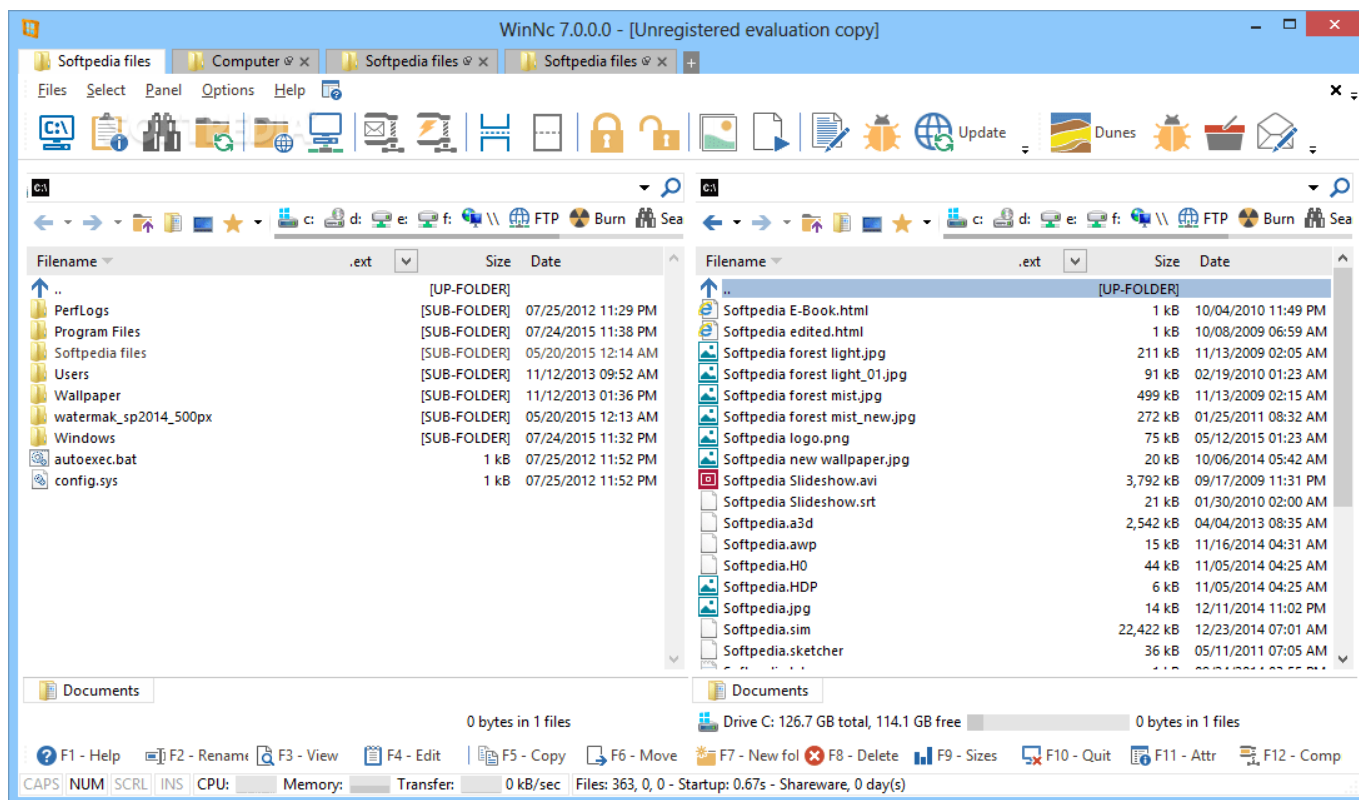 WinNc 7.0.0.0 - [Unregistered evaluation copy]
Softpedia files Computer Softpedia files Softpedia files
Files Select Panel Options Help
C:\ Update Dunes
C:\ C:\
c: d: e: f: \\ FTP Burn Sea c: d: e: f: \\ FTP Burn Sea
Filename .ext Size Date
.. [UP-FOLDER]
PerfLogs [SUB-FOLDER] 07/25/2012 11:29 PM
Program Files [SUB-FOLDER] 07/24/2015 11:38 PM
Softpedia files [SUB-FOLDER] 05/20/2015 12:14 AM
Users [SUB-FOLDER] 11/12/2013 09:52 AM
Wallpaper [SUB-FOLDER] 11/12/2013 01:36 PM
watermak_sp2014_500px [SUB-FOLDER] 05/20/2015 12:13 AM
Windows [SUB-FOLDER] 07/24/2015 11:32 PM
autoexec.bat 1 kB 07/25/2012 11:52 PM
config.sys 1 kB 07/25/2012 11:52 PM
Filename .ext Size Date
.. [UP-FOLDER]
Softpedia E-Book.html 1 kB 10/04/2010 11:49 PM
Softpedia edited.html 1 kB 10/08/2009 06:59 AM
Softpedia forest light.jpg 211 kB 11/13/2009 02:05 AM
Softpedia forest light_01.jpg 91 kB 02/19/2010 01:23 AM
Softpedia forest mist.jpg 499 kB 11/13/2009 02:15 AM
Softpedia forest mist_new.jpg 272 kB 01/25/2011 08:32 AM
Softpedia logo.png 75 kB 05/12/2015 01:23 AM
Softpedia new wallpaper.jpg 20 kB 10/06/2014 05:42 AM
Softpedia Slideshow.avi 3,792 kB 09/17/2009 11:31 PM
Softpedia Slideshow.srt 21 kB 01/30/2010 02:00 AM
Softpedia.a3d 2,542 kB 04/04/2013 08:35 AM
Softpedia.awp 15 kB 11/16/2014 04:31 AM
Softpedia.H0 44 kB 11/05/2014 04:25 AM
Softpedia.HDP 6 kB 11/05/2014 04:25 AM
Softpedia.jpg 14 kB 12/11/2014 11:02 PM
Softpedia.sim 22,422 kB 12/23/2014 07:01 AM
Softpedia.sketcher 36 kB 05/11/2011 07:05 AM
Documents Documents
0 bytes in 1 files Drive C: 126.7 GB total, 114.1 GB free 0 bytes in 1 files
F1 - Help F2 - Rename F3 - View F4 - Edit F5 - Copy F6 - Move F7 - New fol F8 - Delete F9 - Sizes F10 - Quit F11 - Attr F12 - Comp
CAPS NUM SCRL INS CPU: Memory: Transfer: 0 kB/sec Files: 363, 0, 0 - Startup: 0.67s - Shareware, 0 day(s)